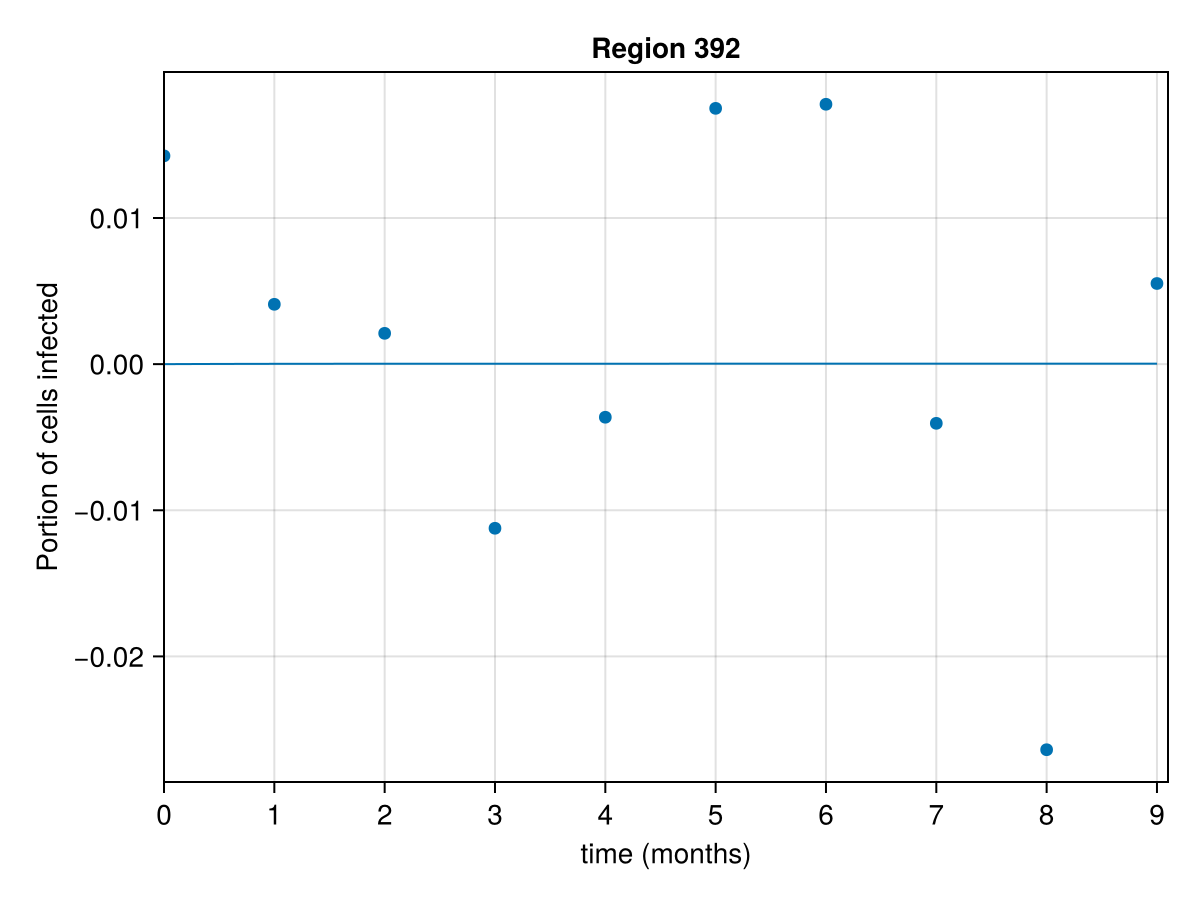 Region 392
0.01
0.00
−0.01
−0.02
Portion of cells infected
0 1 2 3 4 5 6 7 8 9
time (months)